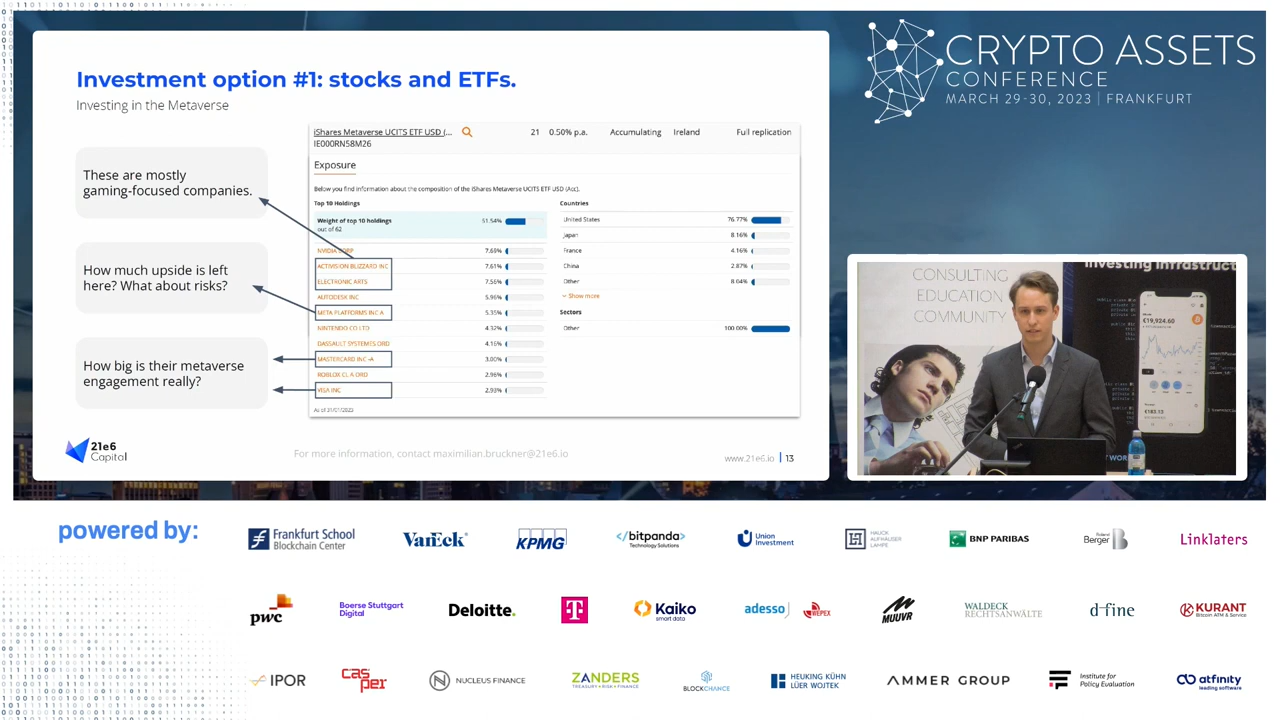 Investment option #1: stocks and ETFs.
Investing in the Metaverse
These are mostly
gaming-focused companies.
How much upside is left
here? What about risks?
How big is their metaverse
engagement really?
iShares Metaverse UCITS ETF USD (...
IE000RN58M26
21 0.50% p.a. Accumulating Ireland Full replication
Exposure
Below you find information about the composition of the iShares Metaverse UCITS ETF USD (Acc).
Top 10 Holdings
Weight of top 10 holdings 51.54%
out of 62
NVIDIA CORP 7.69%
ACTIVISION BLIZZARD INC 7.61%
ELECTRONIC ARTS 7.56%
AUTODESK INC 5.96%
META PLATFORMS INC A 5.35%
NINTENDO CO LTD 4.32%
DASSAULT SYSTEMES ORD 4.16%
MASTERCARD INC -A 3.00%
ROBLOX CL A ORD 2.96%
VISA INC 2.93%
As of 31/01/2023
Countries
United States 76.77%
Japan 8.16%
France 4.16%
China 2.87%
Other 8.04%
Show more
Sectors
Other 100.00%
21e6
Capital
For more information, contact maximilian.bruckner@21e6.io
www.21e6.io | 13
CRYPTO ASSETS
CONFERENCE
MARCH 29-30, 2023 | FRANKFURT
CONSULTING
EDUCATION
COMMUNITY
Investing Infrastruct
€19,924.60
€183.13
powered by:
Frankfurt School
Blockchain Center
VanEck
KPMG
</bitpanda>
Technology Solutions
Union
Investment
HAUCK
AUFHÄUSER
LAMPE
BNP PARIBAS
Roland
Berger
Linklaters
pwc
Boerse Stuttgart
Digital
Deloitte.
T
Kaiko
smart data
adesso
WEPEX
MUUVR
WALDECK
RECHTSANWÄLTE
d-fine
KURANT
Bitcoin ATM & Service
IPOR
casper
NUCLEUS FINANCE
ZANDERS
TREASURY • RISK • FINANCE
BLOCKCHANCE
HEUKING KÜHN
LÜER WOJTEK
AMMER GROUP
Institute for
Policy Evaluation
atfinity
leading software